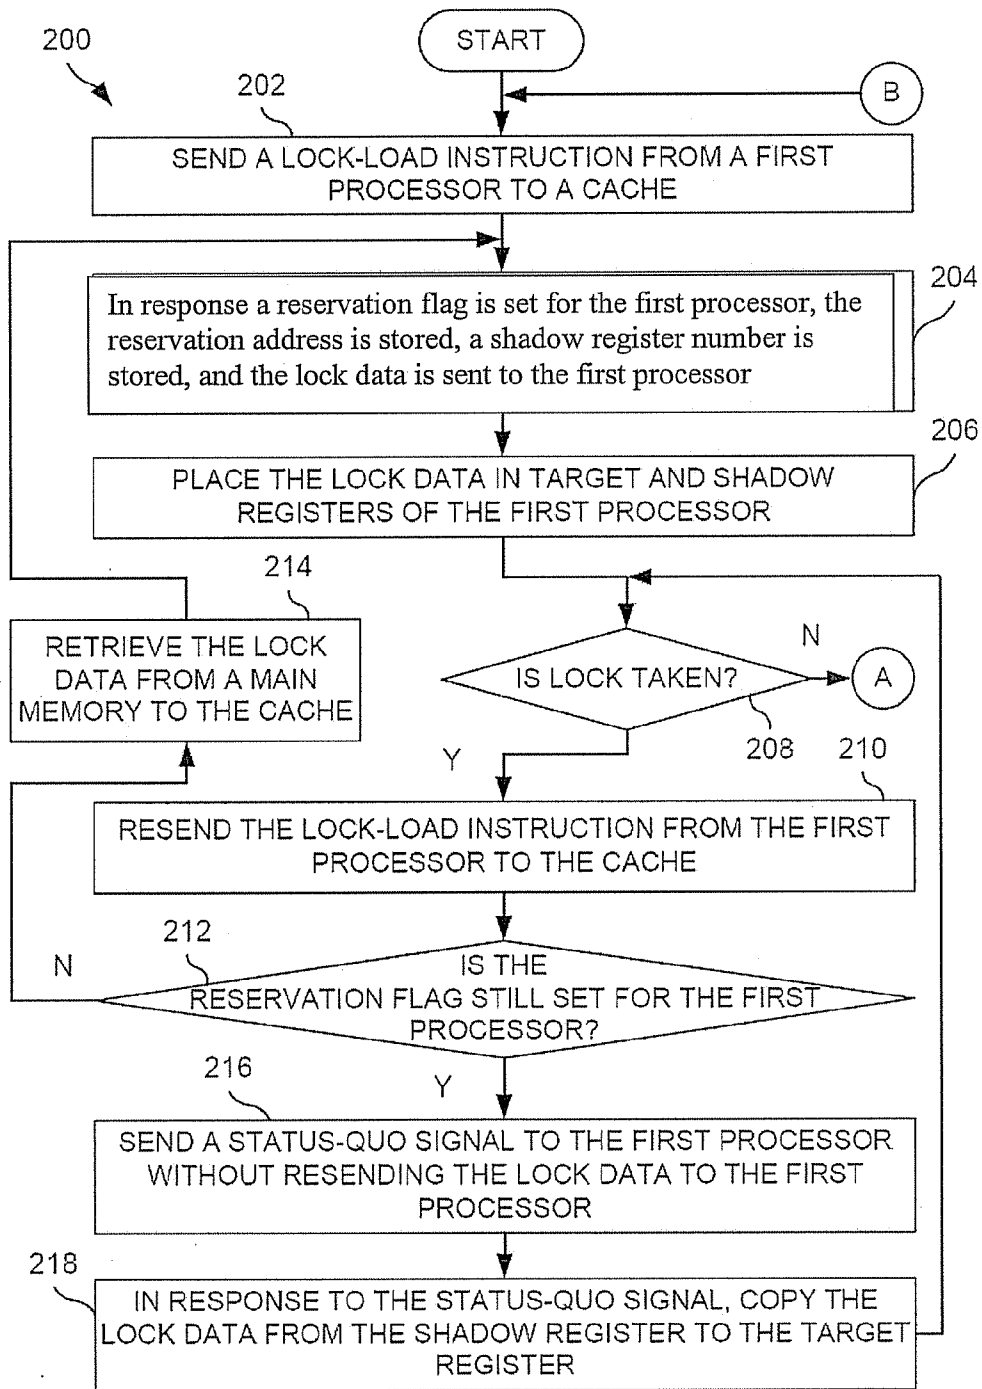 START
200
B
202
SEND A LOCK-LOAD INSTRUCTION FROM A FIRST
PROCESSOR TO A CACHE
204
In response a reservation flag is set for the first processor, the
reservation address is stored, a shadow register number is
stored, and the lock data is sent to the first processor
206
PLACE THE LOCK DATA IN TARGET AND SHADOW
REGISTERS OF THE FIRST PROCESSOR
214
RETRIEVE THE LOCK
DATA FROM A MAIN
MEMORY TO THE CACHE
IS LOCK TAKEN?
N
A
208
Y
210
RESEND THE LOCK-LOAD INSTRUCTION FROM THE FIRST
PROCESSOR TO THE CACHE
212
N
IS THE
RESERVATION FLAG STILL SET FOR THE FIRST
PROCESSOR?
216
Y
SEND A STATUS-QUO SIGNAL TO THE FIRST PROCESSOR
WITHOUT RESENDING THE LOCK DATA TO THE FIRST
PROCESSOR
218
IN RESPONSE TO THE STATUS-QUO SIGNAL, COPY THE
LOCK DATA FROM THE SHADOW REGISTER TO THE TARGET
REGISTER